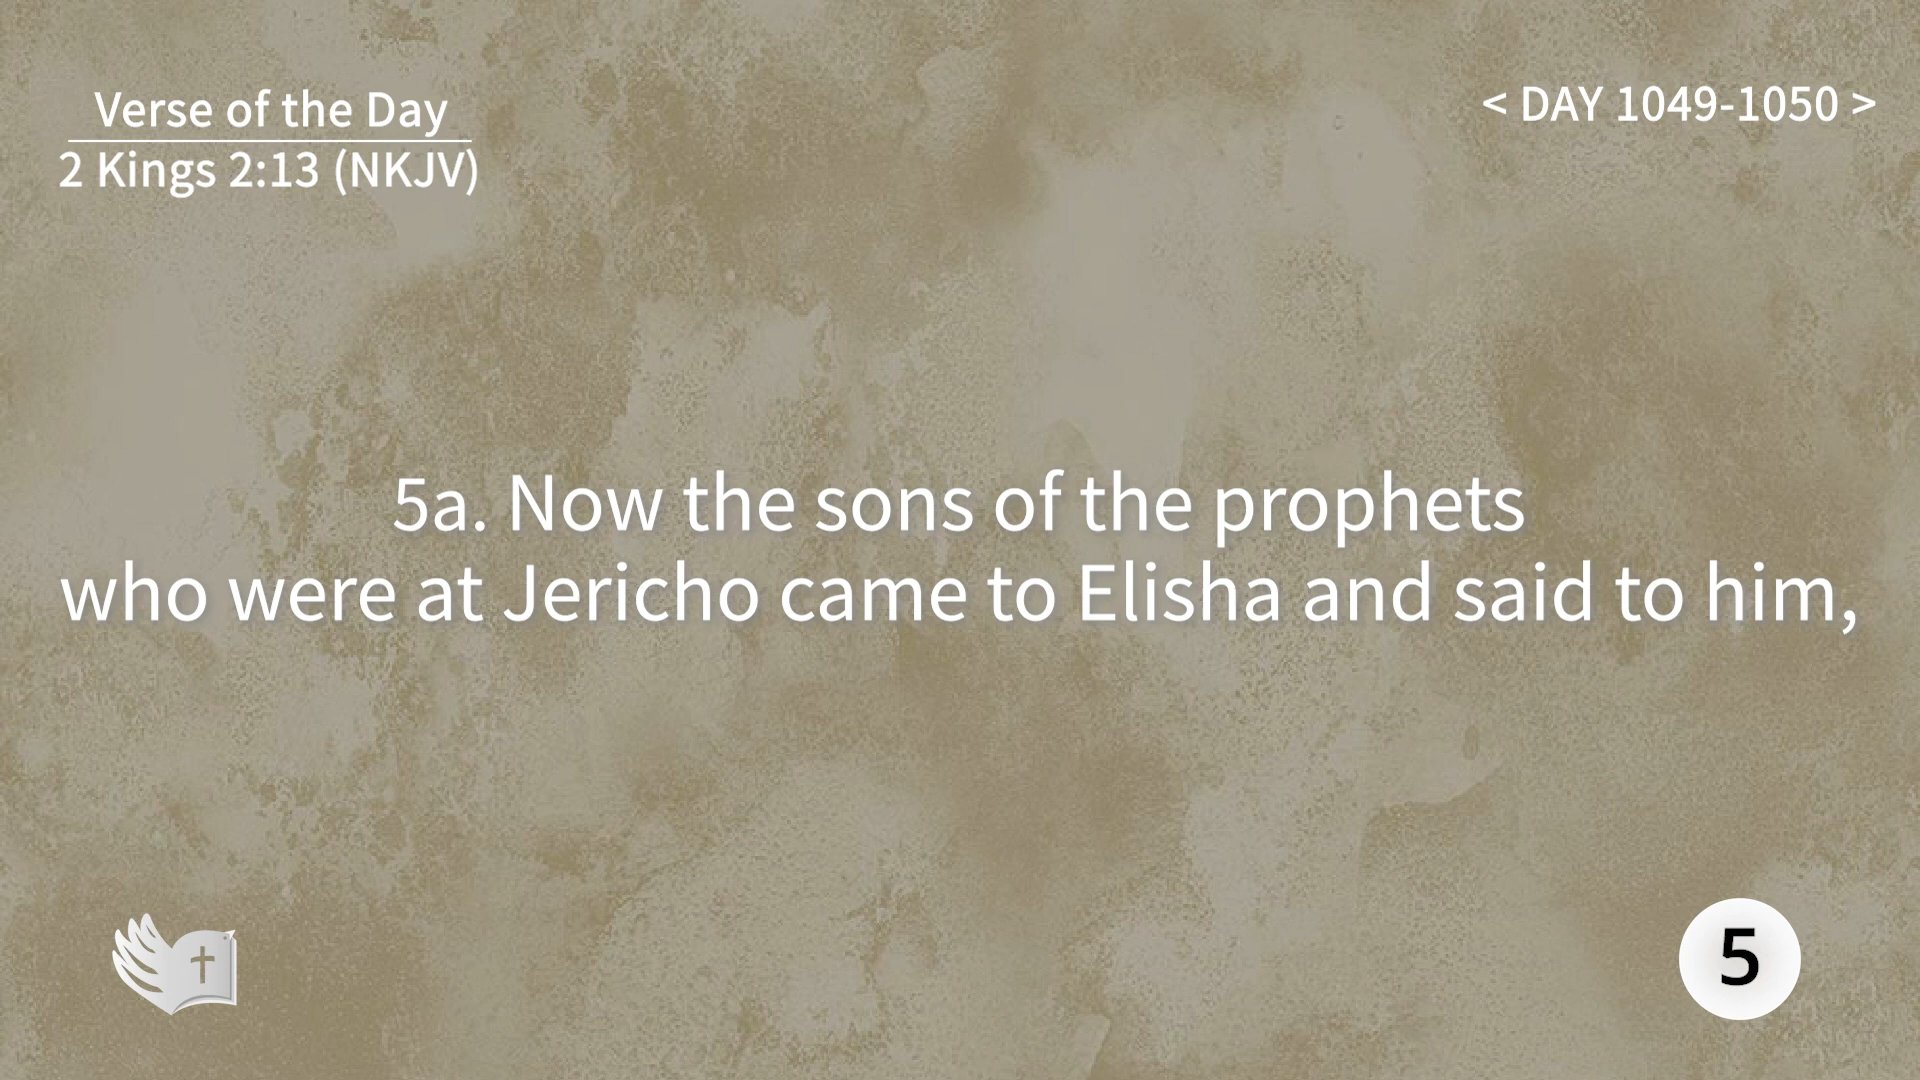 Verse of the Day
2 Kings 2:13 (NKJV)
< DAY 1049-1050 >
5a. Now the sons of the prophets
who were at Jericho came to Elisha and said to him,
5